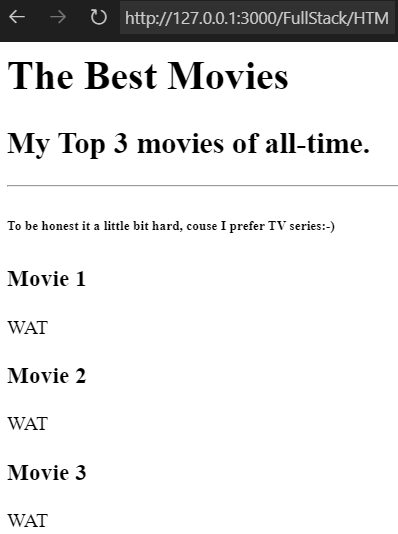 http://127.0.0.1:3000/FullStack/HTM
The Best Movies
My Top 3 movies of all-time.
To be honest it a little bit hard, couse I prefer TV series:-)
Movie 1
WAT
Movie 2
WAT
Movie 3
WAT